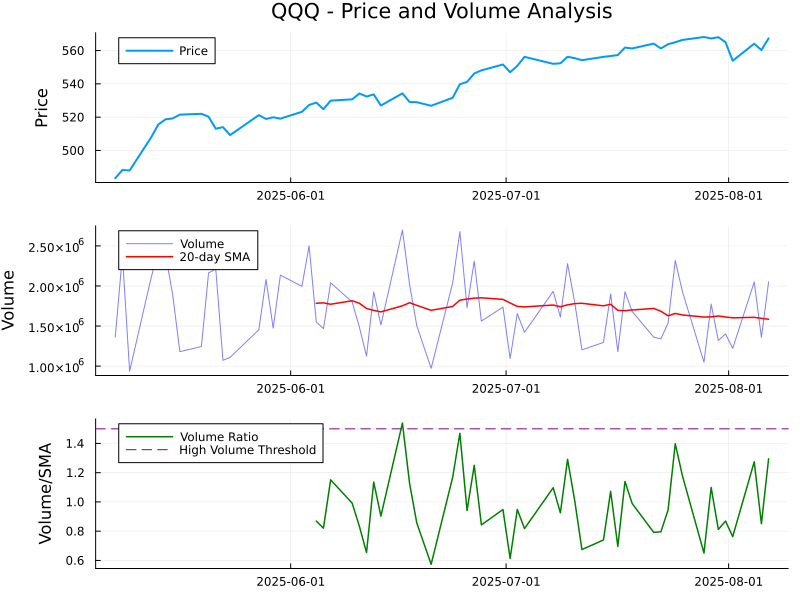 QQQ - Price and Volume Analysis
Price
560
540
520
500
Price
2025-06-01
2025-07-01
2025-08-01
Volume
20-day SMA
2.50×10⁶
2.00×10⁶
1.50×10⁶
1.00×10⁶
Volume
2025-06-01
2025-07-01
2025-08-01
Volume Ratio
High Volume Threshold
1.4
1.2
1.0
0.8
0.6
Volume/SMA
2025-06-01
2025-07-01
2025-08-01